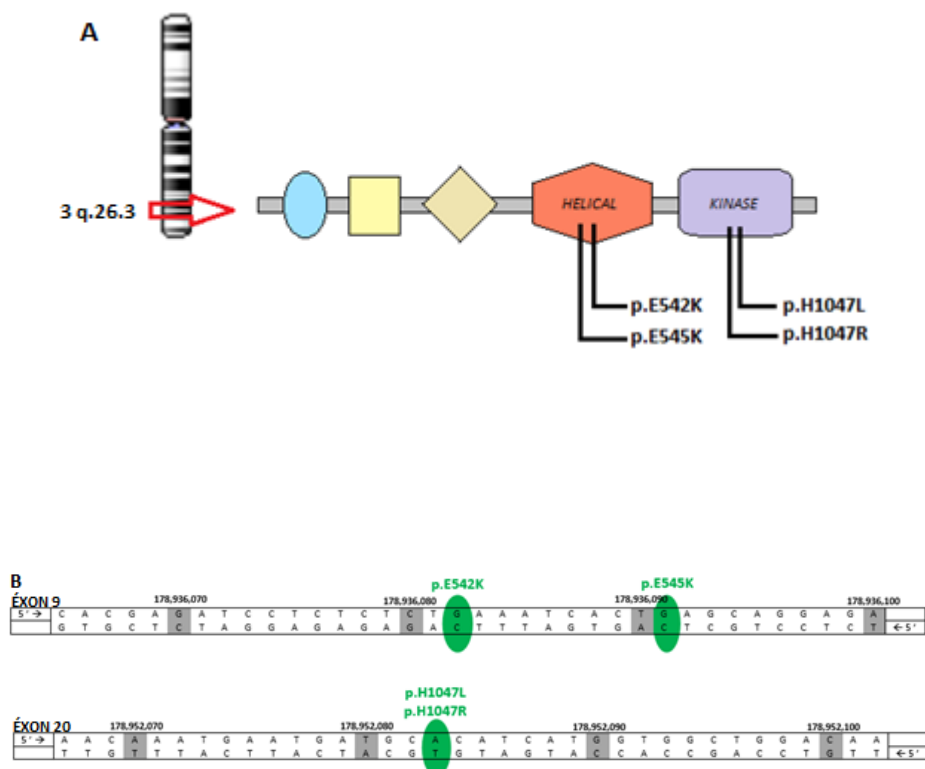 A
3 q.26.3
HELICAL
KINASE
p.E542K
p.E545K
p.H1047L
p.H1047R
B
p.E542K
p.E545K
ÉXON 9
178,936,070
178,936,080
178,936,090
178,936,100
5'→ C A C G A G A T C C T C T C T C T G A A A T C A C T G A G C A G G A G A
G T G C T C T A G G A G A G A G A C T T T A G T G A C T C G T C C T C T ←5'
p.H1047L
p.H1047R
ÉXON 20
178,952,070
178,952,080
178,952,090
178,952,100
5'→ A A C A A A T G A A T G A T G C A C A T C A T G G T G G C T G G A C A A
T T G T T T A C T T A C T A C G T G T A G T A C C A C C G A C C T G T T ←5'